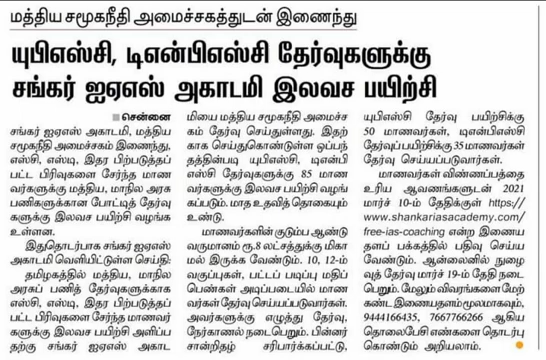 மத்திய சமூகநீதி அமைச்சகத்துடன் இணைந்து
யுபிஎஸ்சி, டிஎன்பிஎஸ்சி தேர்வுகளுக்கு
சங்கர் ஐஏஎஸ் அகாடமி இலவச பயிற்சி
■ சென்னை
சங்கர் ஐஏஎஸ் அகாடமி, மத்திய
சமூகநீதி அமைச்சகம் இணைந்து,
எஸ்சி, எஸ்டி, இதர பிற்படுத்தப்
பட்ட பிரிவுகளை சேர்ந்த மாண
வர்களுக்கு மத்திய, மாநில அரசு
பணிகளுக்கான போட்டித் தேர்வு
களுக்கு இலவச பயிற்சி வழங்க
உள்ளன.
இதுதொடர்பாக சங்கர் ஐஏஎஸ்
அகாடமி வெளியிட்டுள்ள செய்தி:
தமிழகத்தில் மத்திய, மாநில
அரசுப் பணித் தேர்வுகளுக்காக
எஸ்சி, எஸ்டி, இதர பிற்படுத்தப்
பட்ட பிரிவுகளை சேர்ந்த மாணவர்
களுக்கு இலவச பயிற்சி அளிப்ப
தற்கு சங்கர் ஐஏஎஸ் அகாட
மியை மத்திய சமூகநீதி அமைச்ச
கம் தேர்வு செய்துள்ளது. இதற்
காக செய்துகொண்டுள்ள ஒப்பந்
தத்தின்படி யுபிஎஸ்சி, டிஎன்பி
எஸ்சி தேர்வுகளுக்கு 85 மாண
வர்களுக்கு இலவச பயிற்சி வழங்
கப்படும். மாத உதவித் தொகையும்
உண்டு.
மாணவர்களின் குடும்ப ஆண்டு
வருமானம் ரூ.8 லட்சத்துக்கு மிகா
மல் இருக்க வேண்டும். 10, 12-ம்
வகுப்புகள், பட்டப் படிப்பு மதிப்
பெண்கள் அடிப்படையில் மாண
வர்கள் தேர்வு செய்யப்படுவார்கள்.
அவர்களுக்கு எழுத்து தேர்வு,
நேர்காணல் நடைபெறும். பின்னர்
சான்றிதழ் சரிபார்க்கப்பட்டு,
யுபிஎஸ்சி தேர்வு பயிற்சிக்கு
50 மாணவர்கள், டிஎன்பிஎஸ்சி
தேர்வுப் பயிற்சிக்கு 35 மாணவர்கள்
தேர்வு செய்யப்படுவார்கள்.
மாணவர்கள் விண்ணப்பத்தை
உரிய ஆவணங்களுடன் 2021
மார்ச் 10-ம் தேதிக்குள் https://
www.shankariasacademy.com/
free-ias-coaching என்ற இணைய
தளப் பக்கத்தில் பதிவு செய்ய
வேண்டும். ஆன்லைனில் நுழை
வுத் தேர்வு மார்ச் 19-ம் தேதி நடை
பெறும். மேலும் விவரங்களை மேற்
கண்ட இணையதளம் மூலமாகவும்,
9444166435, 7667766266 ஆகிய
தொலைபேசி எண்களை தொடர்பு
கொண்டும் அறியலாம்.